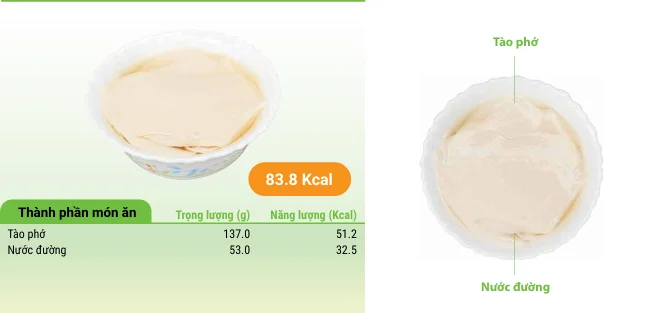 83.8 Kcal
Thành phần món ăn Trọng lượng (g) Năng lượng (Kcal)
Tào phớ 137.0 51.2
Nước đường 53.0 32.5
Tào phớ
Nước đường